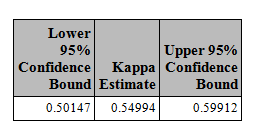 Lower
95%
Confidence
Bound
Kappa
Estimate
Upper 95%
Confidence
Bound
0.50147 0.54994 0.59912